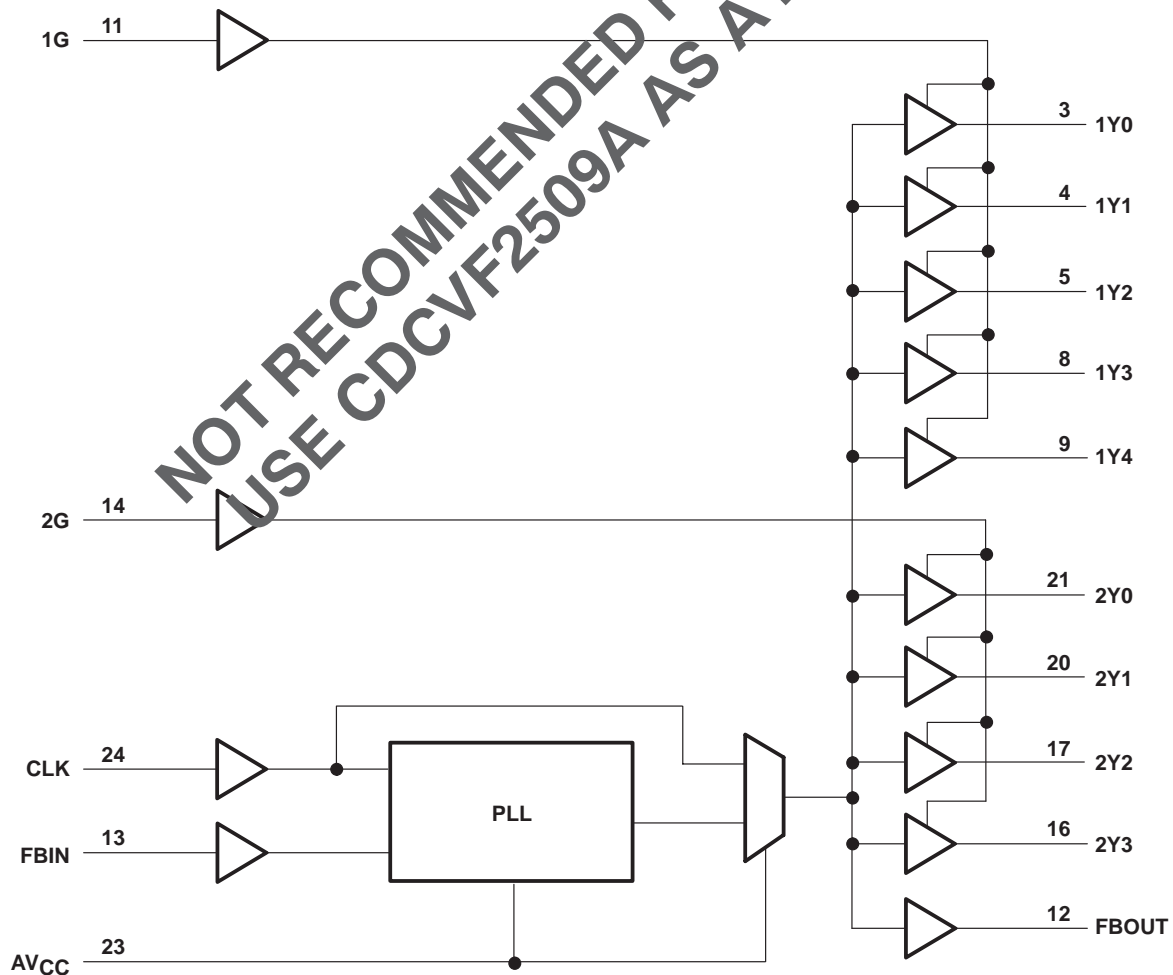 1G 11
3 1Y0
4 1Y1
5 1Y2
8 1Y3
9 1Y4
2G 14
21 2Y0
20 2Y1
17 2Y2
16 2Y3
12 FBOUT
CLK 24
FBIN 13
AVCC 23
PLL
NOT RECOMMENDED
USE CDCVF2509A AS A